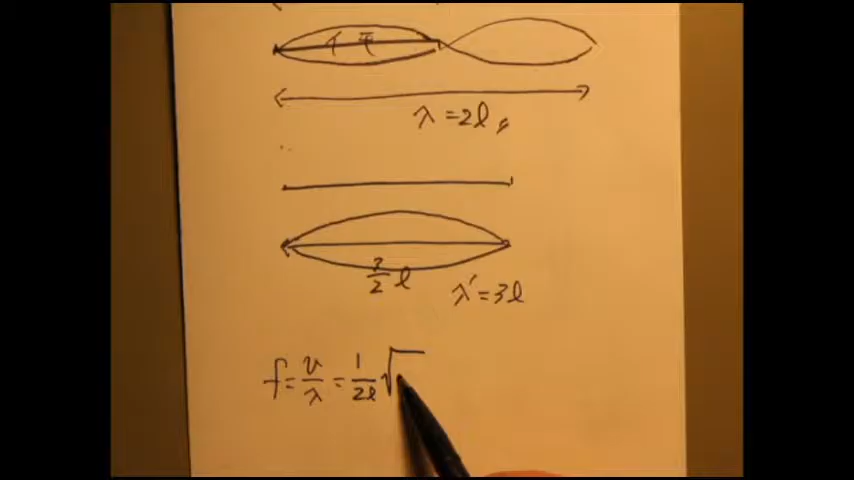 λ = 2l
3/2 l
λ' = 3l
f = v/λ = 1/2l √